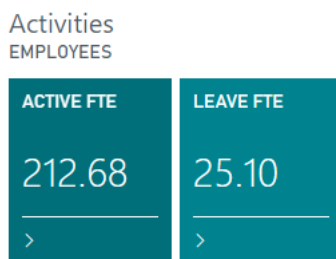 Activities
EMPLOYEES
ACTIVE FTE
LEAVE FTE
212.68
25.10